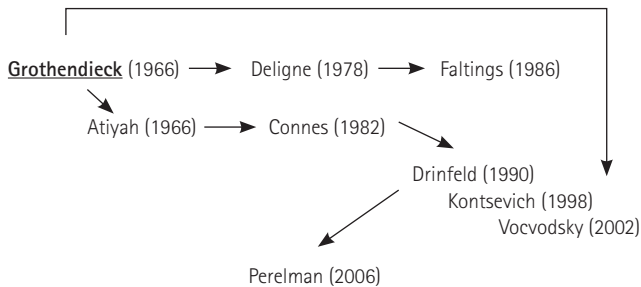 Grothendieck (1966) Deligne (1978) Faltings (1986)
Atiyah (1966) Connes (1982)
Drinfeld (1990)
Kontsevich (1998)
Vocvodsky (2002)
Perelman (2006)